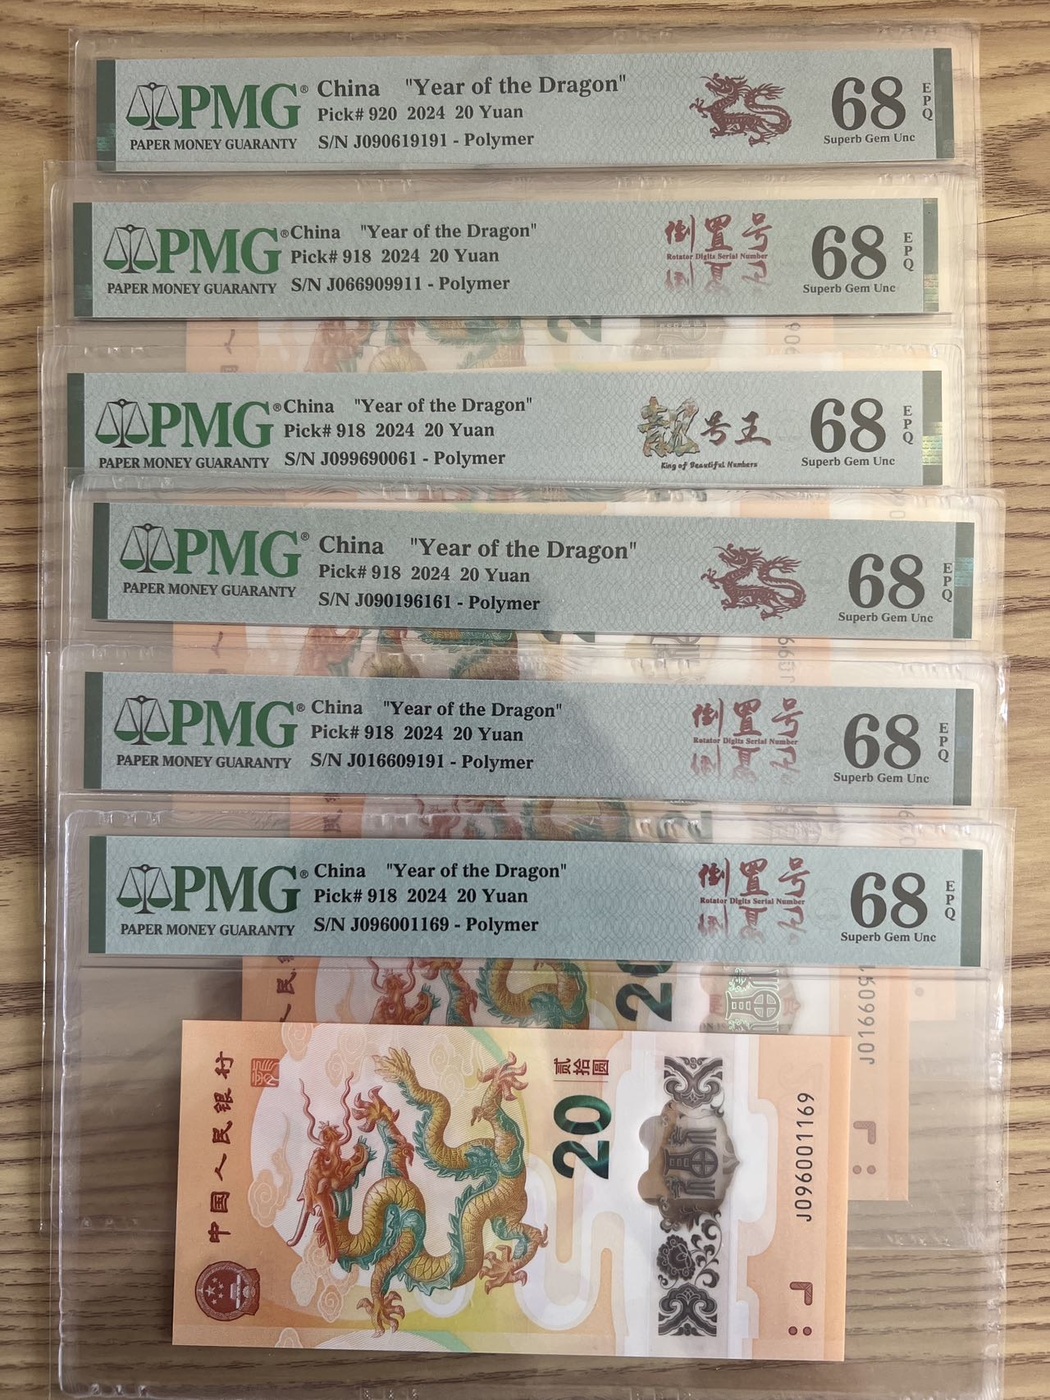 PMG®
PAPER MONEY GUARANTY
China "Year of the Dragon"
Pick# 920 2024 20 Yuan
S/N J090619191 - Polymer
68
Superb Gem Unc
EPQ
PMG®
PAPER MONEY GUARANTY
China "Year of the Dragon"
Pick# 918 2024 20 Yuan
S/N J066909911 - Polymer
倒置号
Rotator Digits Serial Number
68
Superb Gem Unc
EPQ
PMG®
PAPER MONEY GUARANTY
China "Year of the Dragon"
Pick# 918 2024 20 Yuan
S/N J099690061 - Polymer
靓号王
King of Beautiful Numbers
68
Superb Gem Unc
EPQ
PMG®
PAPER MONEY GUARANTY
China "Year of the Dragon"
Pick# 918 2024 20 Yuan
S/N J090196161 - Polymer
68
Superb Gem Unc
EPQ
PMG®
PAPER MONEY GUARANTY
China "Year of the Dragon"
Pick# 918 2024 20 Yuan
S/N J016609191 - Polymer
倒置号
Rotator Digits Serial Number
68
Superb Gem Unc
EPQ
PMG®
PAPER MONEY GUARANTY
China "Year of the Dragon"
Pick# 918 2024 20 Yuan
S/N J096001169 - Polymer
倒置号
Rotator Digits Serial Number
68
Superb Gem Unc
EPQ
20
J016609
中国人民银行
贰拾圆
20
J096001169